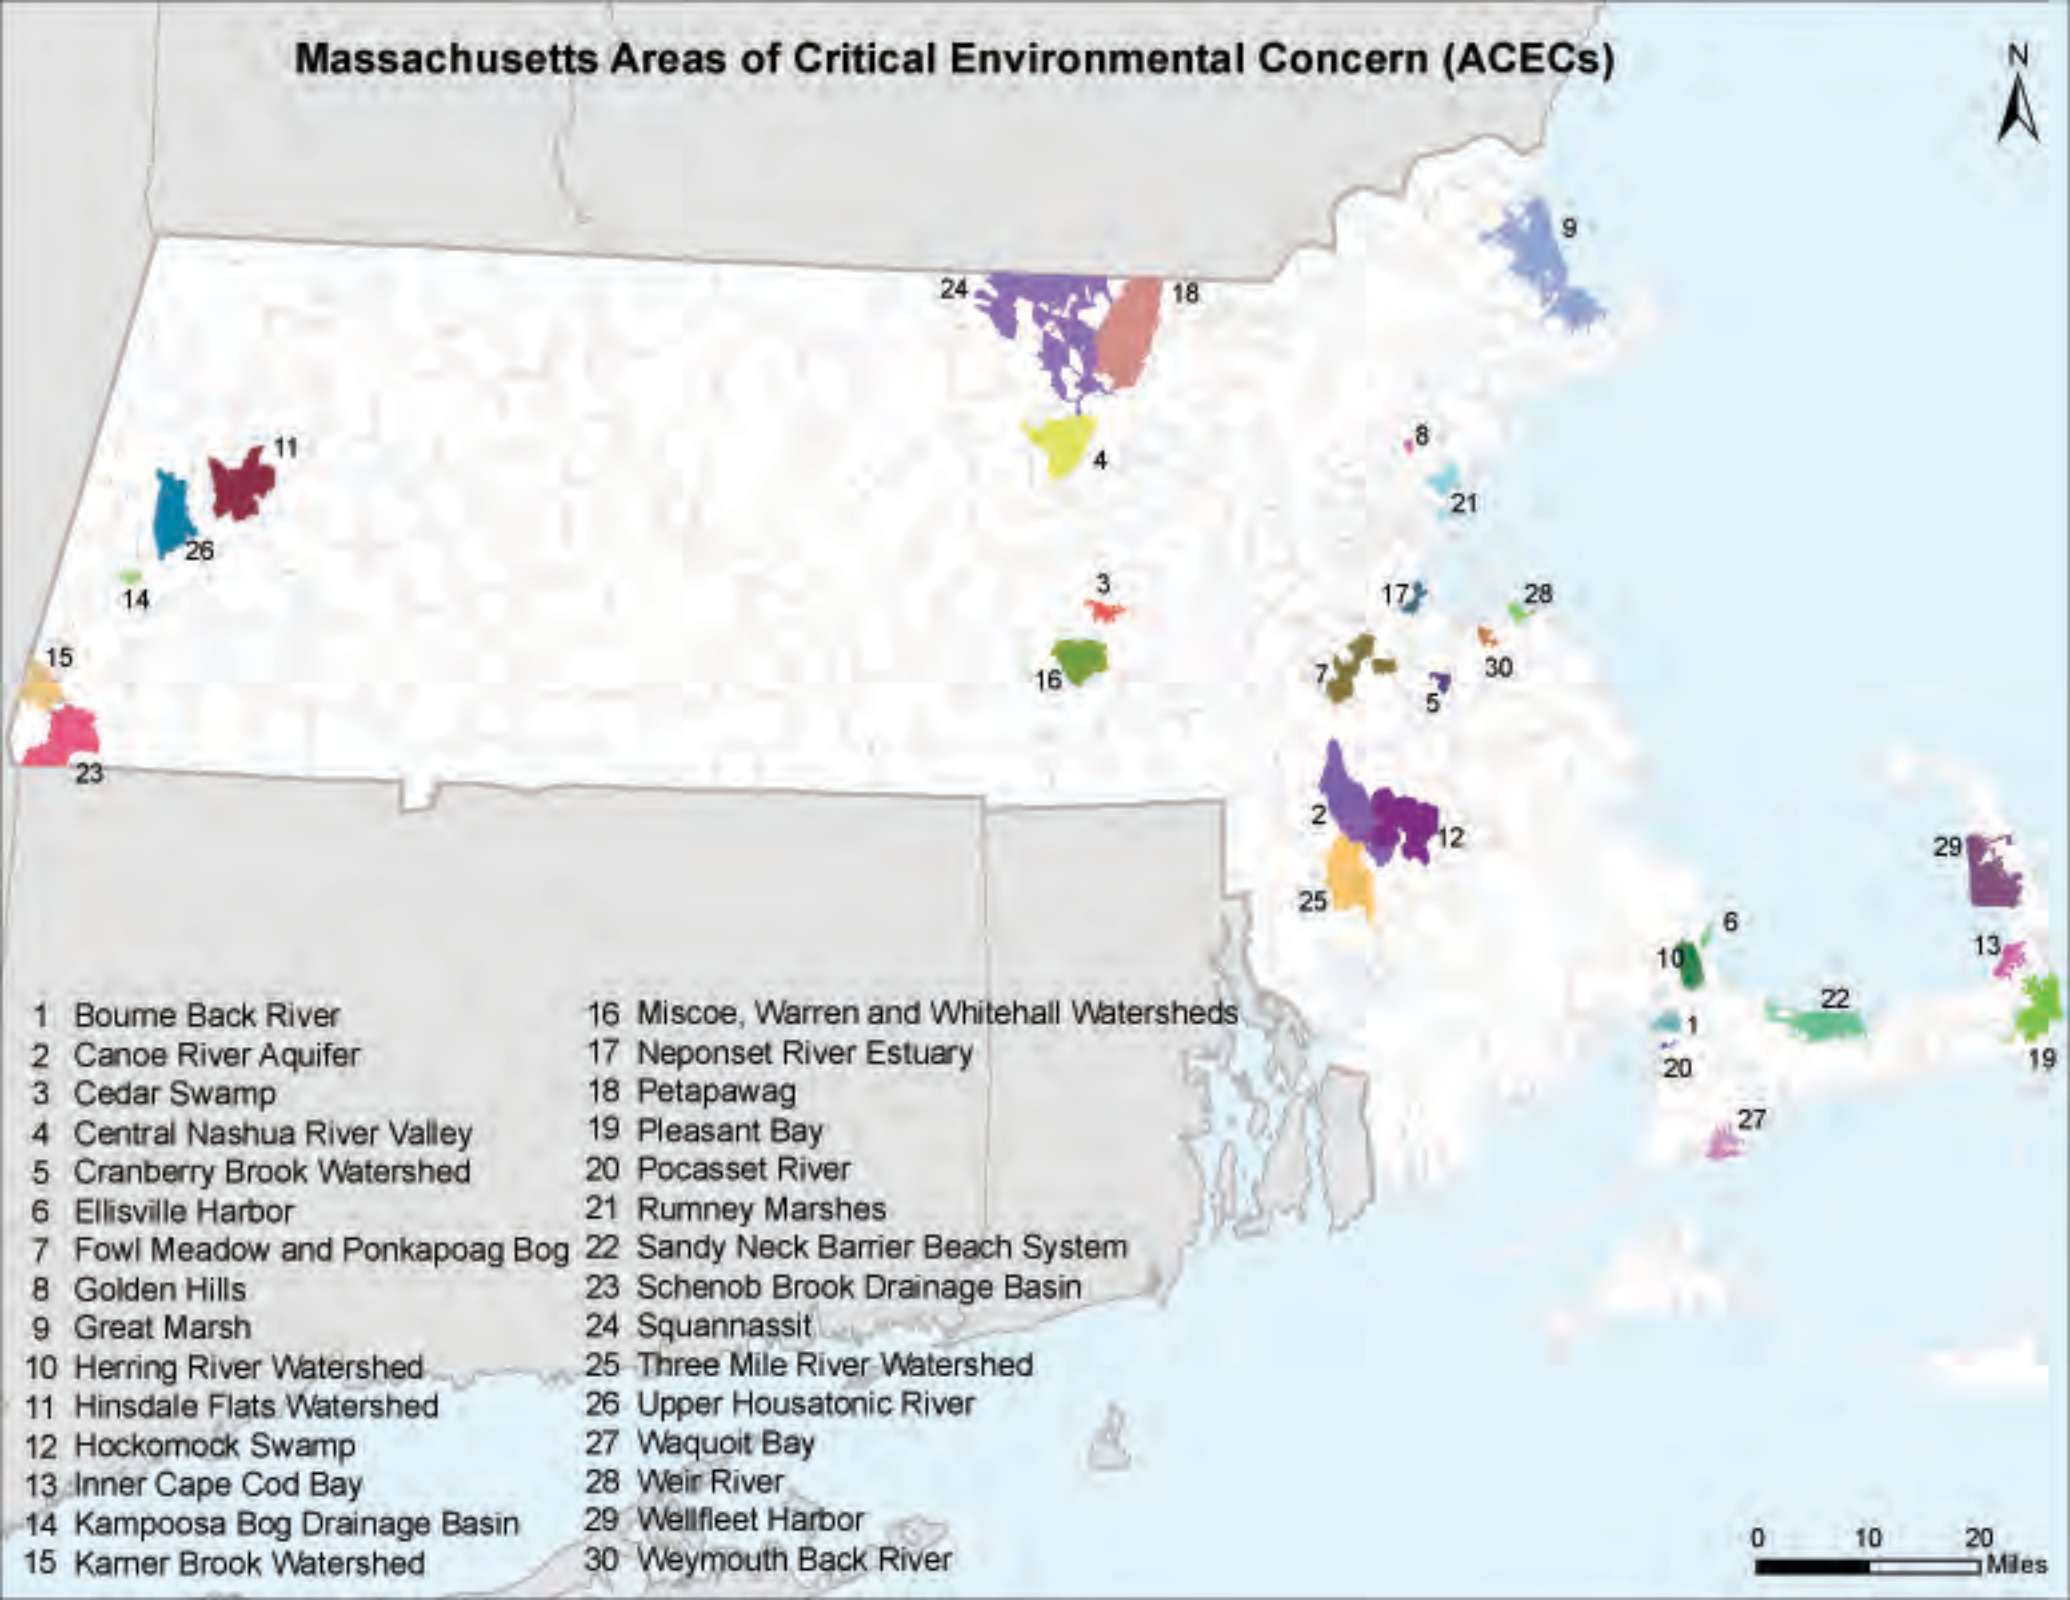 Massachusetts Areas of Critical Environmental Concern (ACECs)
N
9
24
18
4
8
21
11
26
14
15
23
3
16
17
28
30
7
5
2
12
25
29
6
10
13
22
1
20
19
27
1 Bourne Back River
2 Canoe River Aquifer
3 Cedar Swamp
4 Central Nashua River Valley
5 Cranberry Brook Watershed
6 Ellisville Harbor
7 Fowl Meadow and Ponkapoag Bog
8 Golden Hills
9 Great Marsh
10 Herring River Watershed
11 Hinsdale Flats Watershed
12 Hockomock Swamp
13 Inner Cape Cod Bay
14 Kampoosa Bog Drainage Basin
15 Karner Brook Watershed
16 Miscoe, Warren and Whitehall Watersheds
17 Neponset River Estuary
18 Petapawag
19 Pleasant Bay
20 Pocasset River
21 Rumney Marshes
22 Sandy Neck Barrier Beach System
23 Schenob Brook Drainage Basin
24 Squannassit
25 Three Mile River Watershed
26 Upper Housatonic River
27 Waquoit Bay
28 Weir River
29 Wellfleet Harbor
30 Weymouth Back River
0 10 20
Miles